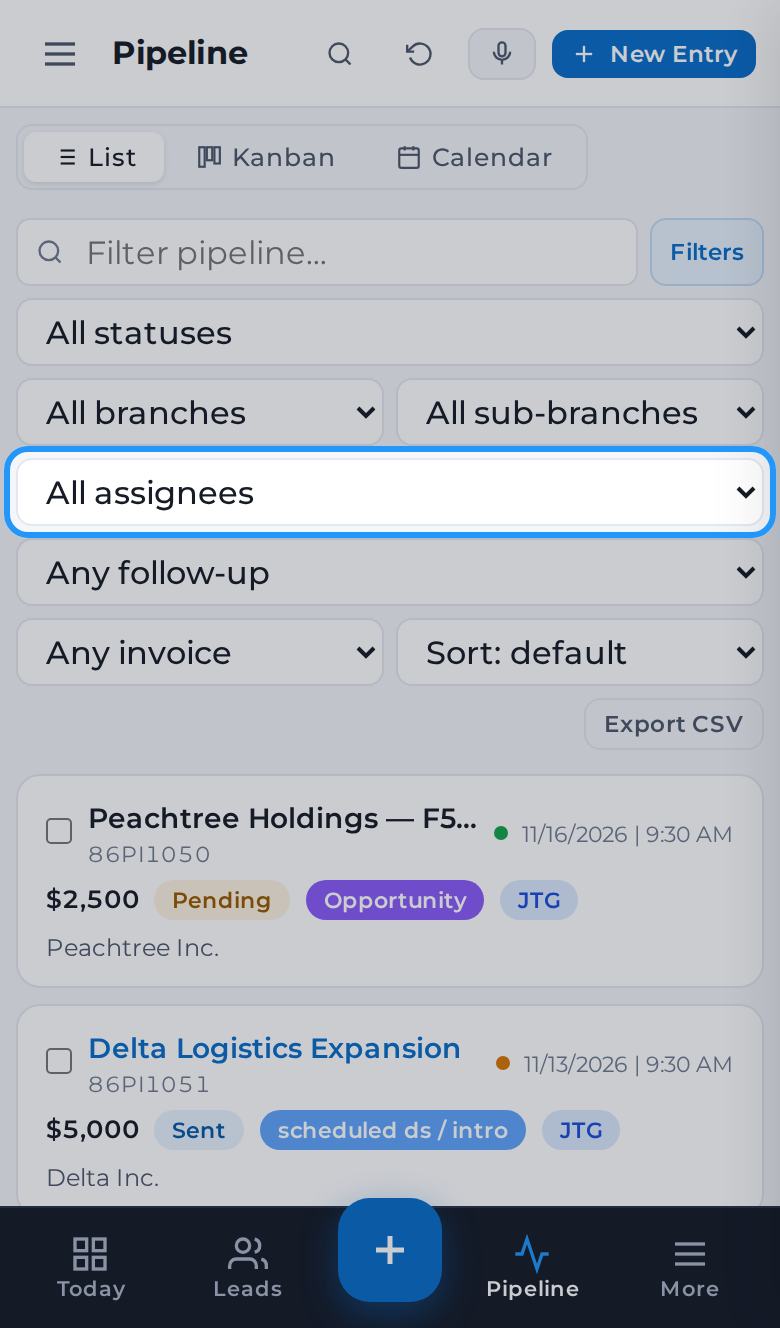 Pipeline
New Entry
List
Kanban
Calendar
Filter pipeline...
Filters
All statuses
All branches
All sub-branches
All assignees
Any follow-up
Any invoice
Sort: default
Export CSV
Peachtree Holdings — F5...
11/16/2026 | 9:30 AM
86PI1050
$2,500 Pending Opportunity JTG
Peachtree Inc.
Delta Logistics Expansion
11/13/2026 | 9:30 AM
86PI1051
$5,000 Sent scheduled ds / intro JTG
Delta Inc.
Today
Leads
Pipeline
More